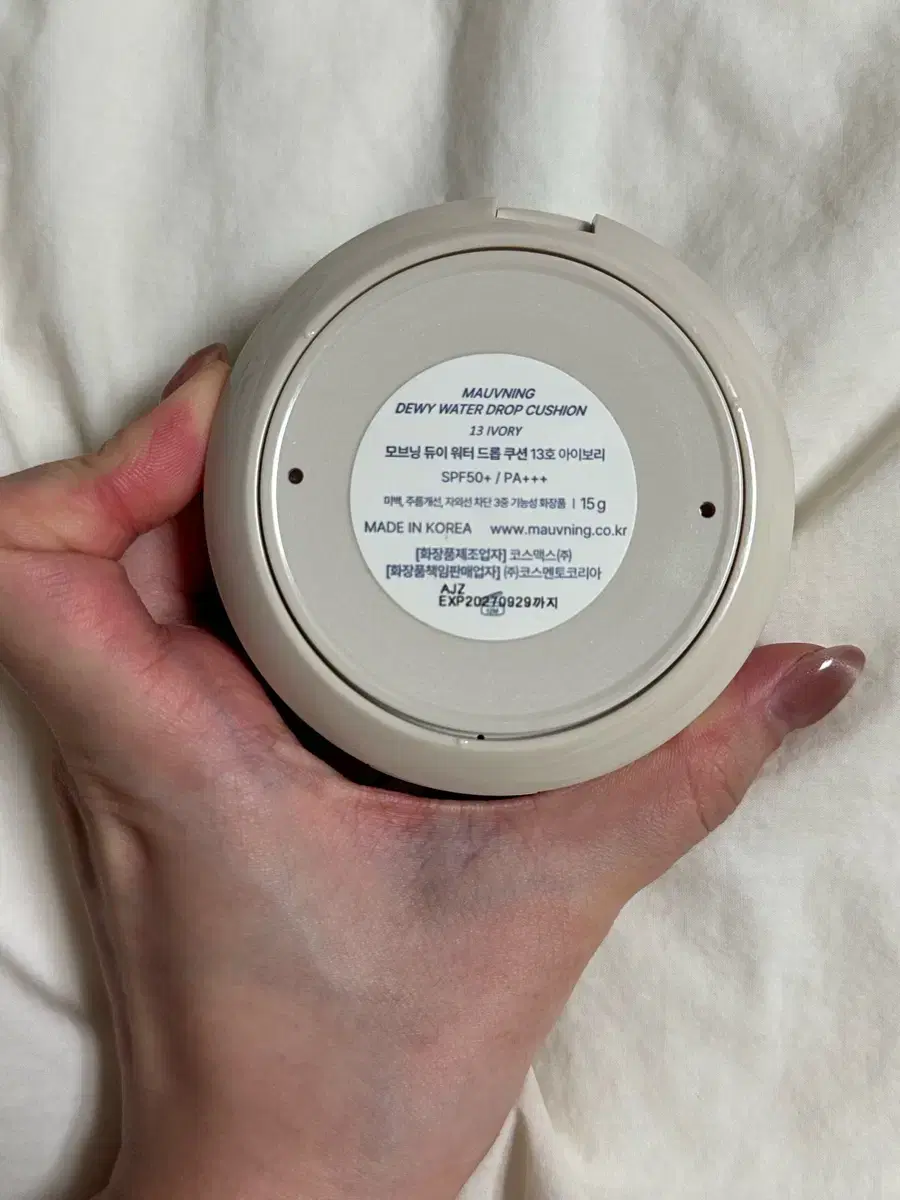 MAUVNING
DEWY WATER DROP CUSHION
13 IVORY
모브닝 듀이 워터 드롭 쿠션 13호 아이보리
SPF50+ / PA+++
미백, 주름개선, 자외선 차단 3중 기능성 화장품 | 15 g
MADE IN KOREA www.mauvning.co.kr
[화장품제조업자] 코스맥스㈜
[화장품책임판매업자] ㈜코스멘토코리아
AJZ
EXP20270929까지